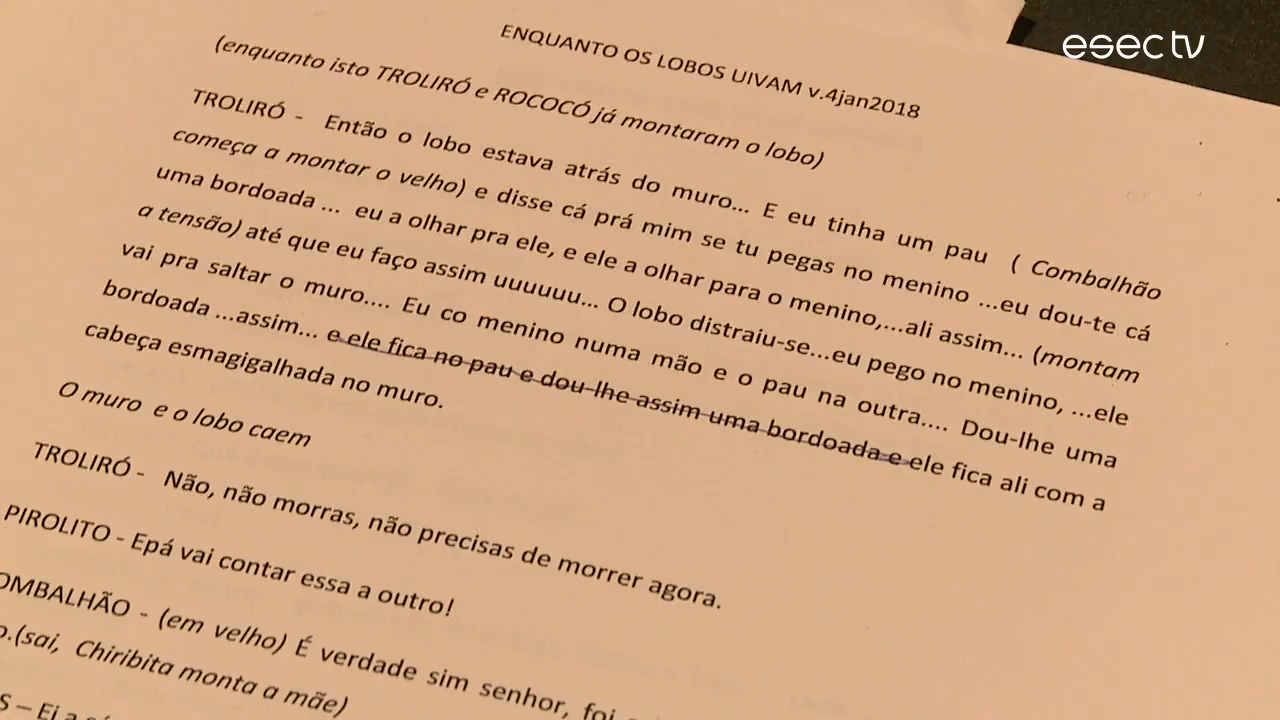 esec tv
ENQUANTO OS LOBOS UIVAM v.4jan2018
(enquanto isto TROLIRÓ e ROCOCÓ já montaram o lobo)
TROLIRÓ - Então o lobo estava atrás do muro... E eu tinha um pau ( Combalhão
começa a montar o velho) e disse cá prá mim se tu pegas no menino ...eu dou-te cá
uma bordoada ... eu a olhar pra ele, e ele a olhar para o menino,...ali assim... (montam
a tensão) até que eu faço assim uuuuuu... O lobo distraiu-se...eu pego no menino, ...ele
vai pra saltar o muro.... Eu co menino numa mão e o pau na outra.... Dou-lhe uma
bordoada ...assim... e ele fica no pau e dou-lhe assim uma bordoada e ele fica ali com a
cabeça esmagigalhada no muro.
O muro e o lobo caem
TROLIRÓ - Não, não morras, não precisas de morrer agora.
PIROLITO - Epá vai contar essa a outro!
OMBALHÃO - (em velho) É verdade sim senhor, foi
o.(sai, Chiribita monta a mãe)
S – Ei a